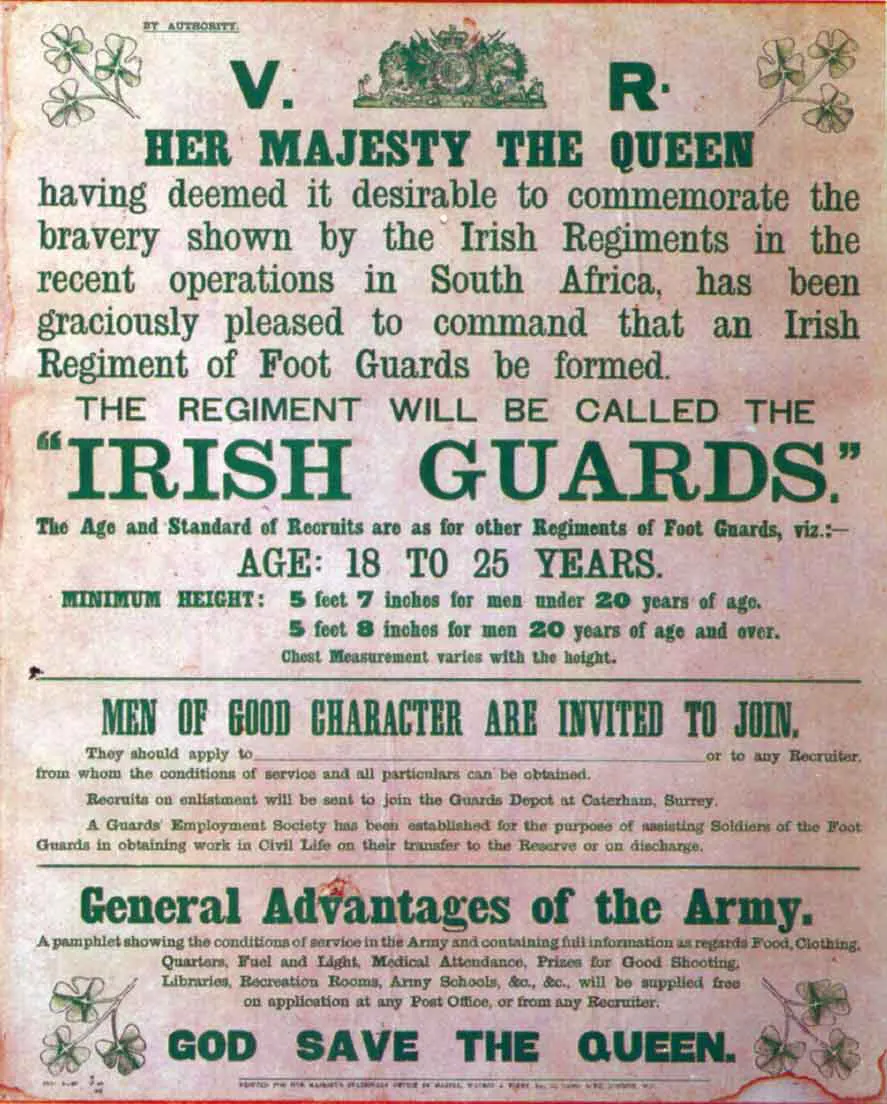 BY AUTHORITY.
V. R.
HER MAJESTY THE QUEEN
having deemed it desirable to commemorate the
bravery shown by the Irish Regiments in the
recent operations in South Africa, has been
graciously pleased to command that an Irish
Regiment of Foot Guards be formed.
THE REGIMENT WILL BE CALLED THE
"IRISH GUARDS."
The Age and Standard of Recruits are as for other Regiments of Foot Guards, viz.:—
AGE: 18 TO 25 YEARS.
MINIMUM HEIGHT: 5 feet 7 inches for men under 20 years of age.
5 feet 8 inches for men 20 years of age and over.
Chest Measurement varies with the height.
MEN OF GOOD CHARACTER ARE INVITED TO JOIN.
They should apply to or to any Recruiter,
from whom the conditions of service and all particulars can be obtained.
Recruits on enlistment will be sent to join the Guards Depot at Caterham, Surrey.
A Guards' Employment Society has been established for the purpose of assisting Soldiers of the Foot
Guards in obtaining work in Civil Life on their transfer to the Reserve or on discharge.
General Advantages of the Army.
A pamphlet showing the conditions of service in the Army and containing full information as regards Food, Clothing,
Quarters, Fuel and Light, Medical Attendance, Prizes for Good Shooting,
Libraries, Recreation Rooms, Army Schools, &c., &c., will be supplied free
on application at any Post Office, or from any Recruiter.
GOD SAVE THE QUEEN.
PRINTED FOR HER MAJESTY'S STATIONERY OFFICE BY